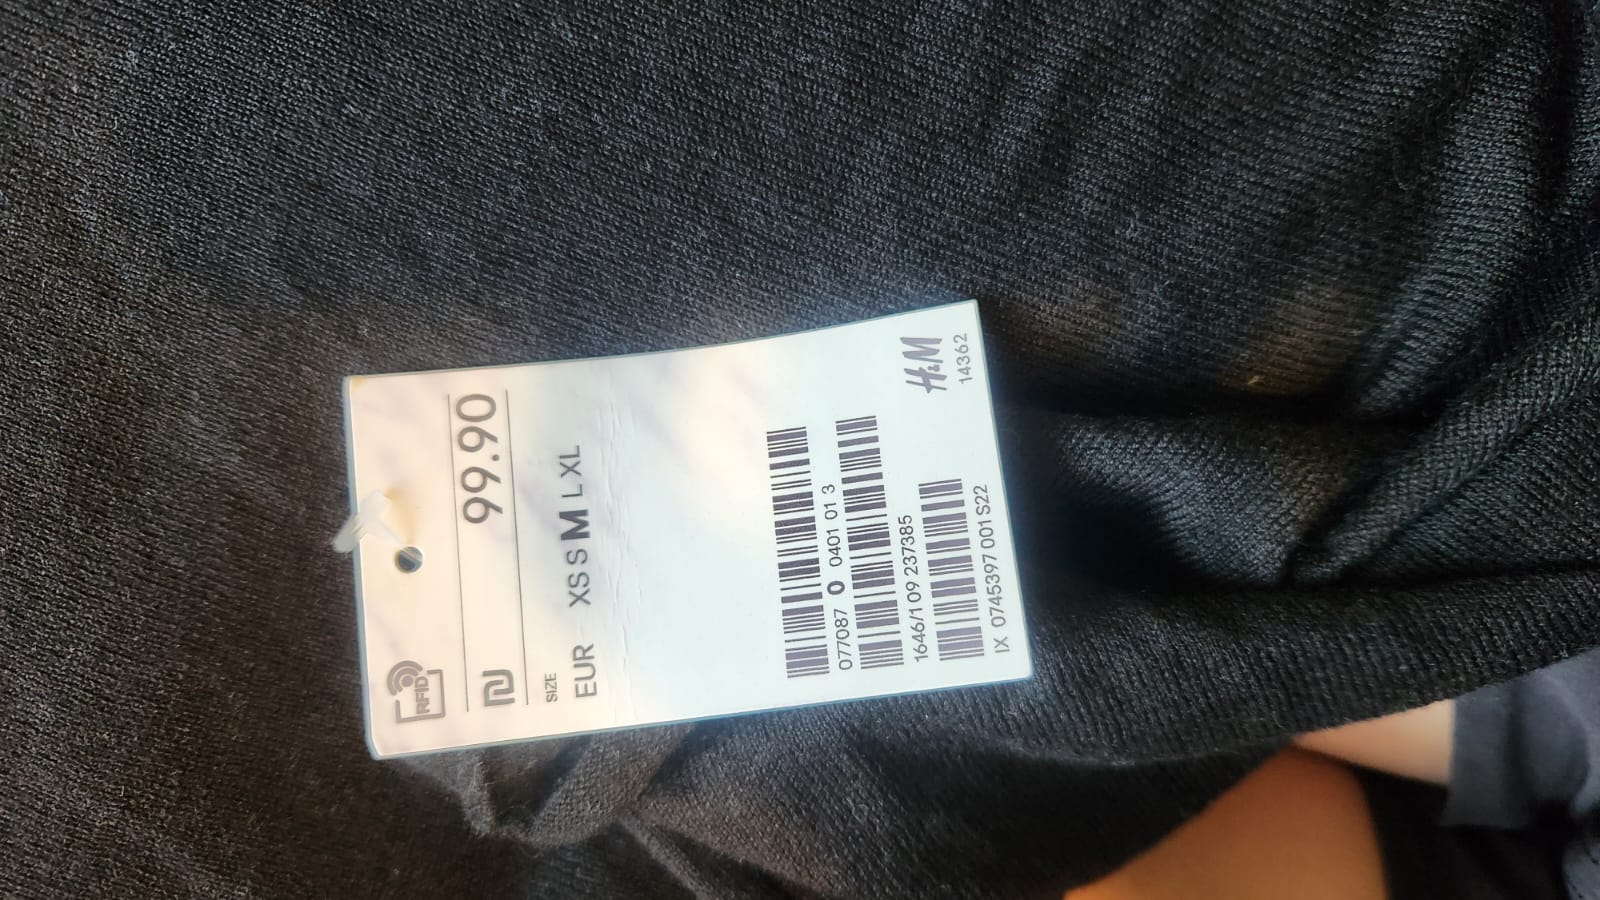 RFID
₪ 99.90
SIZE
EUR XS S M L XL
077087 0 0401 01 3
1646/1 09 237385
IX 0745397 001 S22
H&M
14362